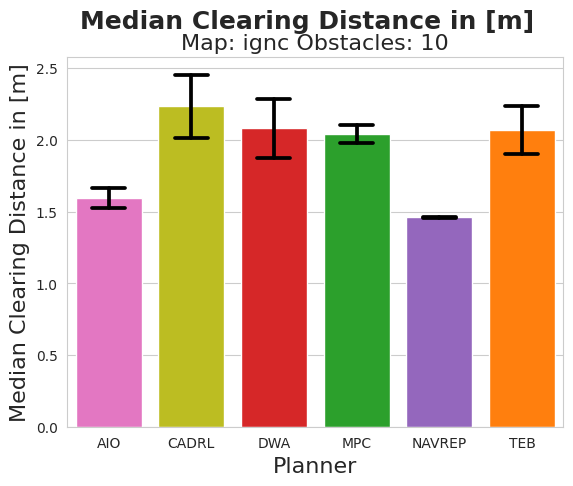 Median Clearing Distance in [m]
Map: ignc Obstacles: 10
Median Clearing Distance in [m]
2.5
2.0
1.5
1.0
0.5
0.0
AIO CADRL DWA MPC NAVREP TEB
Planner